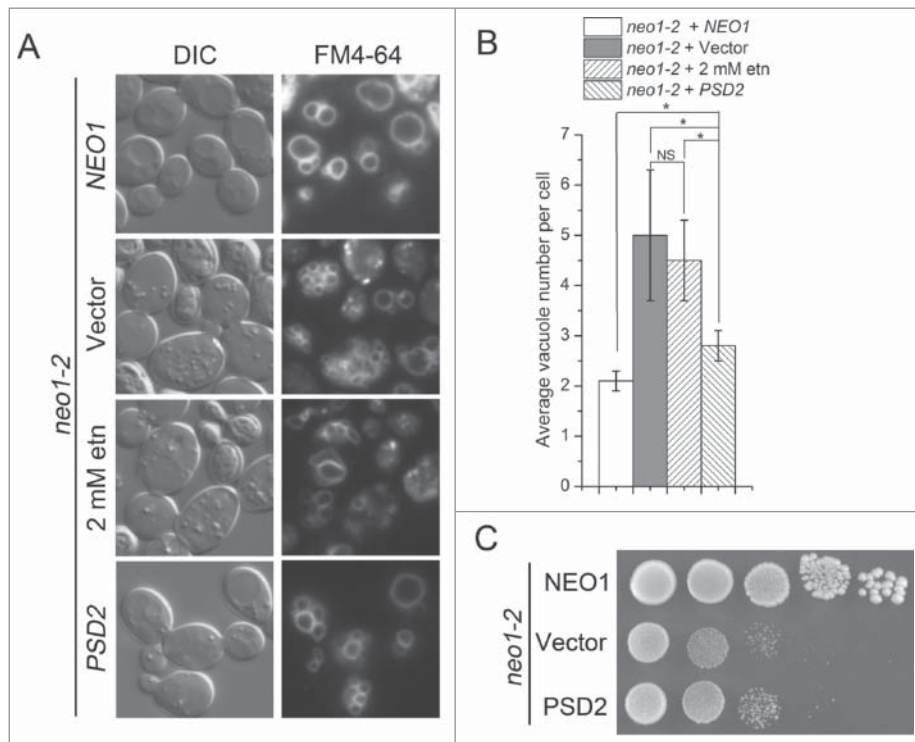 A
DIC FM4-64
neo1-2
NEO1
Vector
2 mM etn
PSD2
B
neo1-2 + NEO1
neo1-2 + Vector
neo1-2 + 2 mM etn
neo1-2 + PSD2
*
*
*
NS
Average vacuole number per cell
7
6
5
4
3
2
1
0
C
neo1-2
NEO1
Vector
PSD2